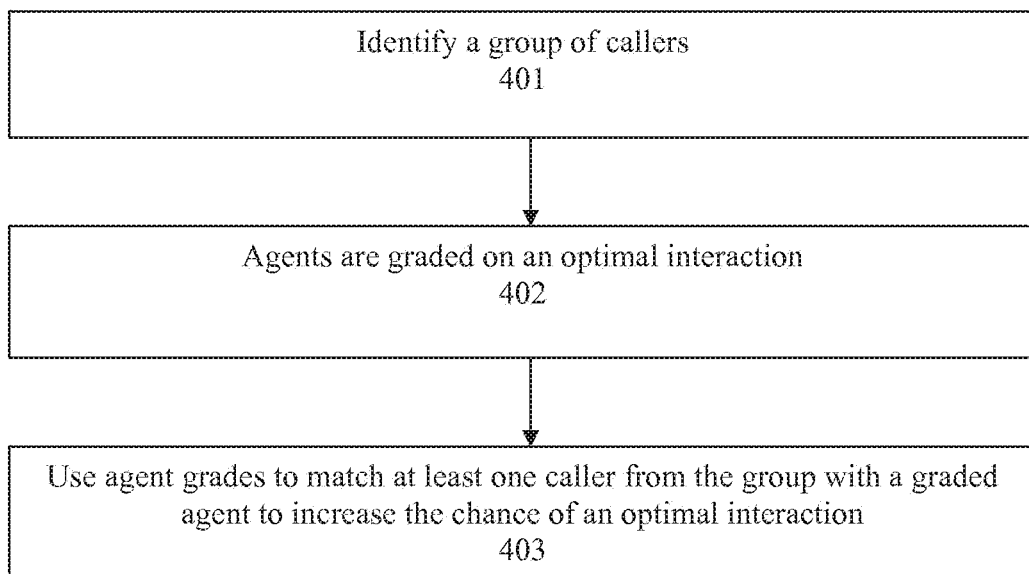 Identify a group of callers
401
Agents are graded on an optimal interaction
402
Use agent grades to match at least one caller from the group with a graded
agent to increase the chance of an optimal interaction
403